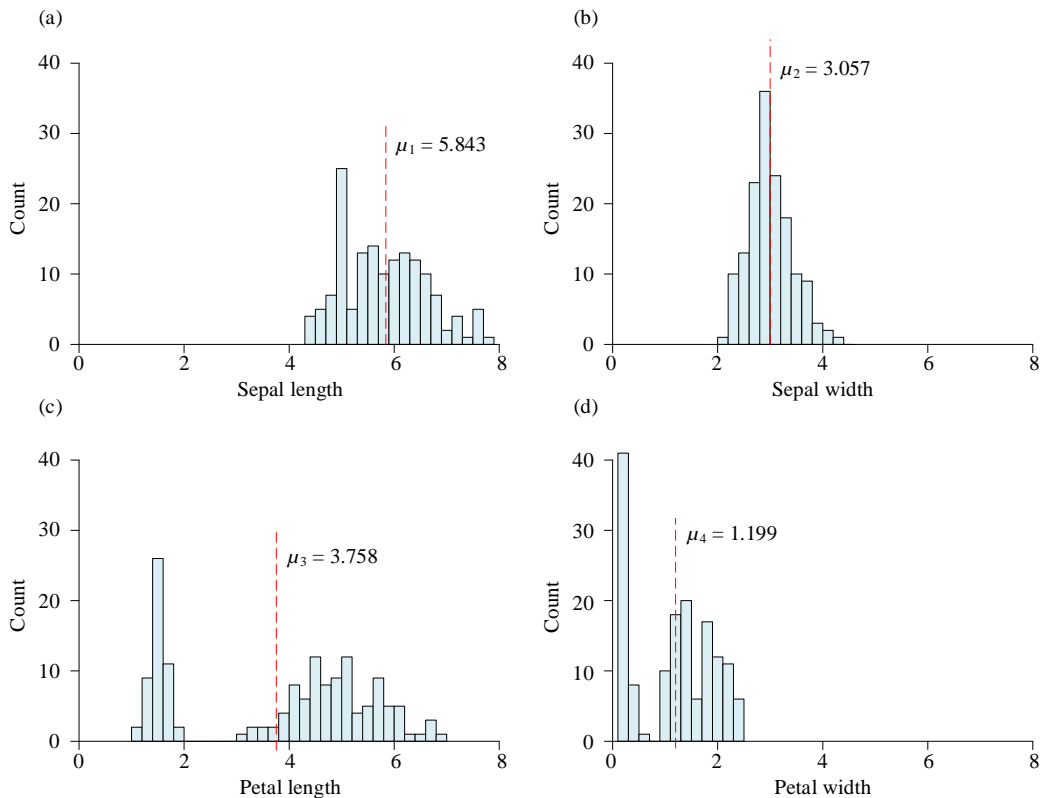 (a)
40
30
20
10
0
Count
μ1 = 5.843
0 2 4 6 8
Sepal length
(b)
40
30
20
10
0
Count
μ2 = 3.057
0 2 4 6 8
Sepal width
(c)
40
30
20
10
0
Count
μ3 = 3.758
0 2 4 6 8
Petal length
(d)
40
30
20
10
0
Count
μ4 = 1.199
0 2 4 6 8
Petal width